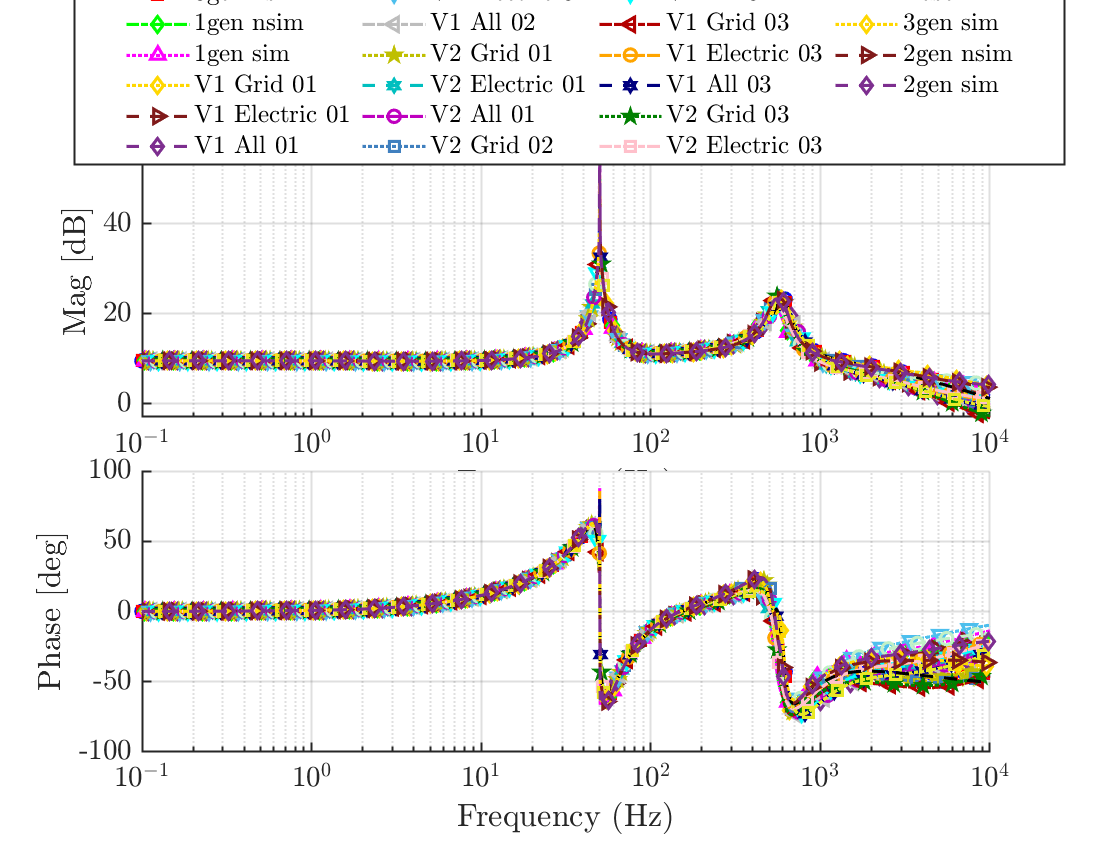 1gen nsim V1 All 02 V1 Grid 03 3gen sim
1gen sim V2 Grid 01 V1 Electric 03 2gen nsim
V1 Grid 01 V2 Electric 01 V1 All 03 2gen sim
V1 Electric 01 V2 All 01 V2 Grid 03
V1 All 01 V2 Grid 02 V2 Electric 03
Mag [dB]
40
20
0
10⁻¹ 10⁰ 10¹ 10² 10³ 10⁴
Phase [deg]
100
50
0
-50
-100
10⁻¹ 10⁰ 10¹ 10² 10³ 10⁴
Frequency (Hz)